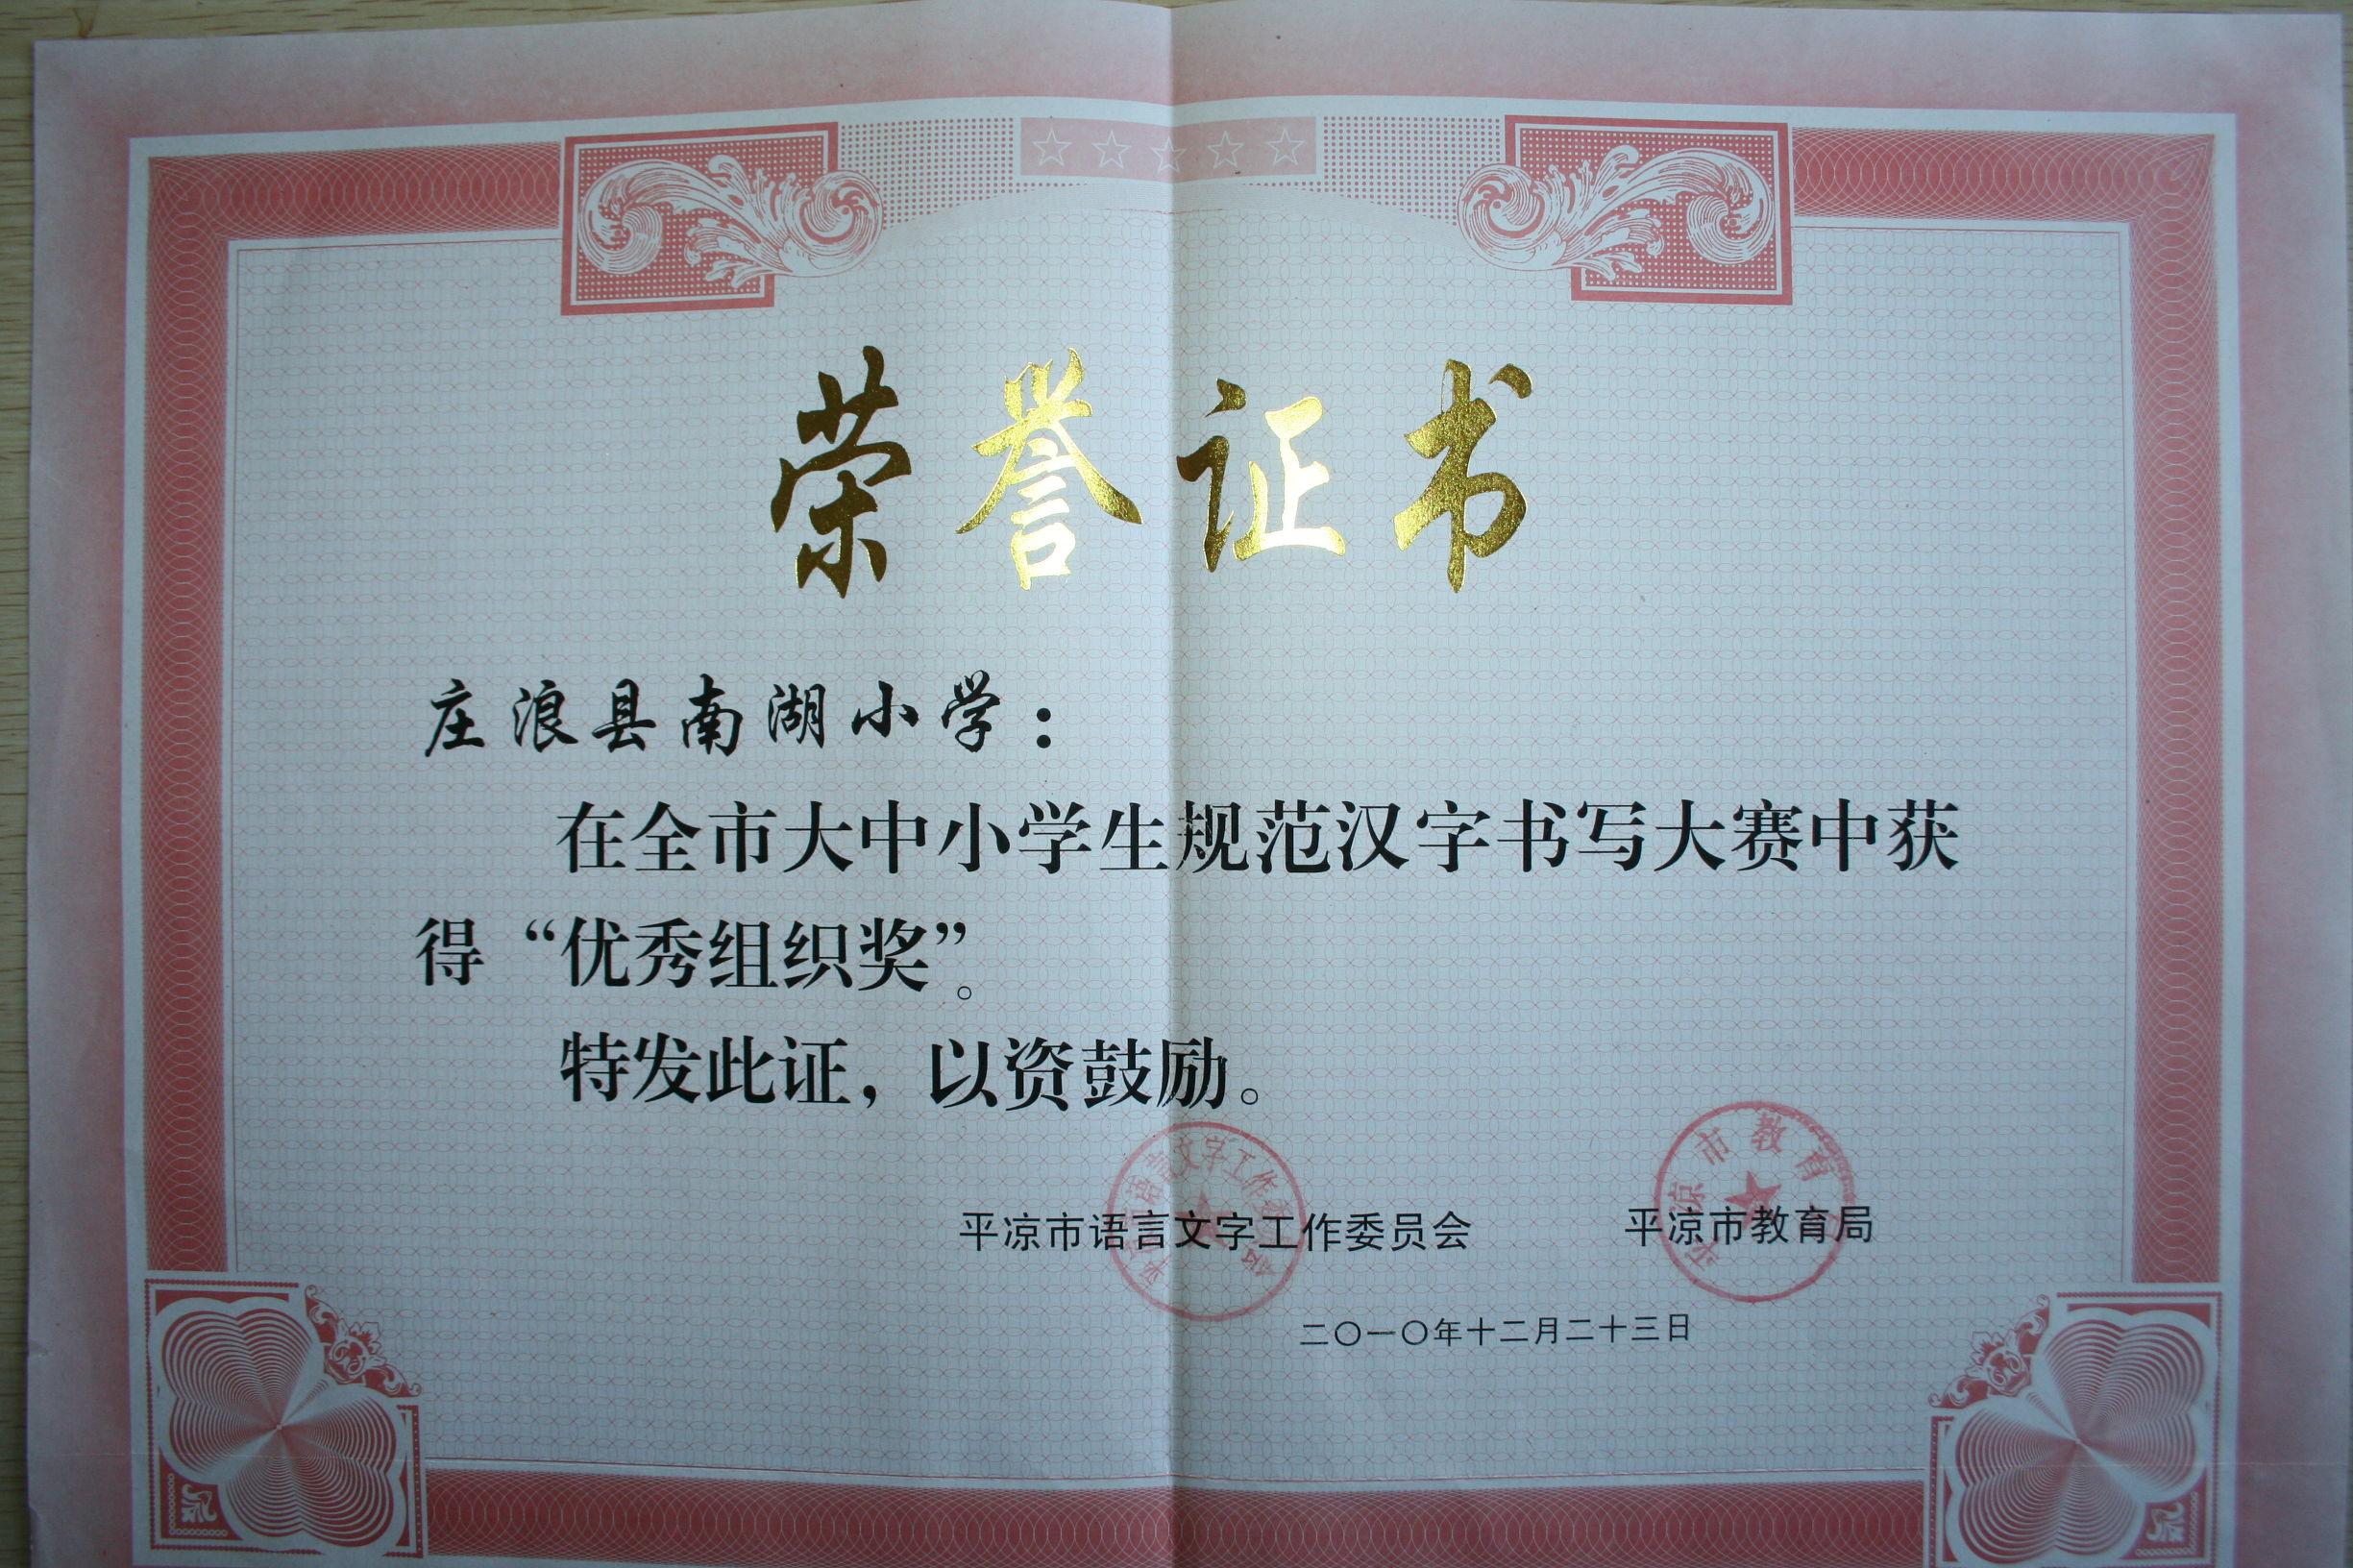 荣誉证书
庄浪县南湖小学：
在全市大中小学生规范汉字书写大赛中获
得“优秀组织奖”。
特发此证，以资鼓励。
平凉市语言文字工作委员会 平凉市教育局
二〇一〇年十二月二十三日